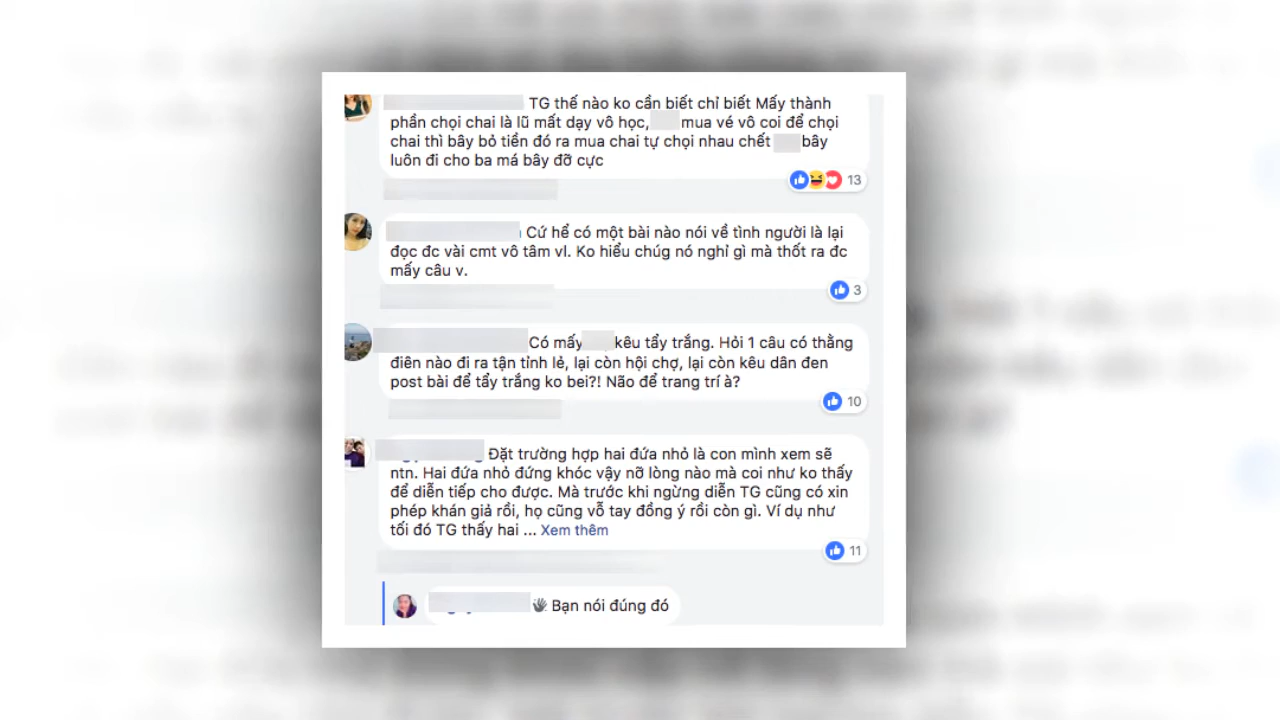 TG thế nào ko cần biết chỉ biết Mấy thành
phần chọi chai là lũ mất dạy vô học, mua vé vô coi để chọi
chai thì bây bỏ tiền đó ra mua chai tự chọi nhau chết bây
luôn đi cho ba má bây đỡ cực
13
Cứ hể có một bài nào nói về tình người là lại
đọc đc vài cmt vô tâm vl. Ko hiểu chúg nó nghỉ gì mà thốt ra đc
mấy câu v.
3
Có mấy kêu tẩy trắng. Hỏi 1 câu có thằng
điên nào đi ra tận tỉnh lẻ, lại còn hội chợ, lại còn kêu dân đen
post bài để tẩy trắng ko bei?! Não để trang trí à?
10
Đặt trường hợp hai đứa nhỏ là con mình xem sẽ
ntn. Hai đứa nhỏ đứng khóc vậy nỡ lòng nào mà coi như ko thấy
để diễn tiếp cho được. Mà trước khi ngừng diễn TG cũng có xin
phép khán giả rồi, họ cũng vỗ tay đồng ý rồi còn gì. Ví dụ như
tối đó TG thấy hai ... Xem thêm
11
Bạn nói đúng đó